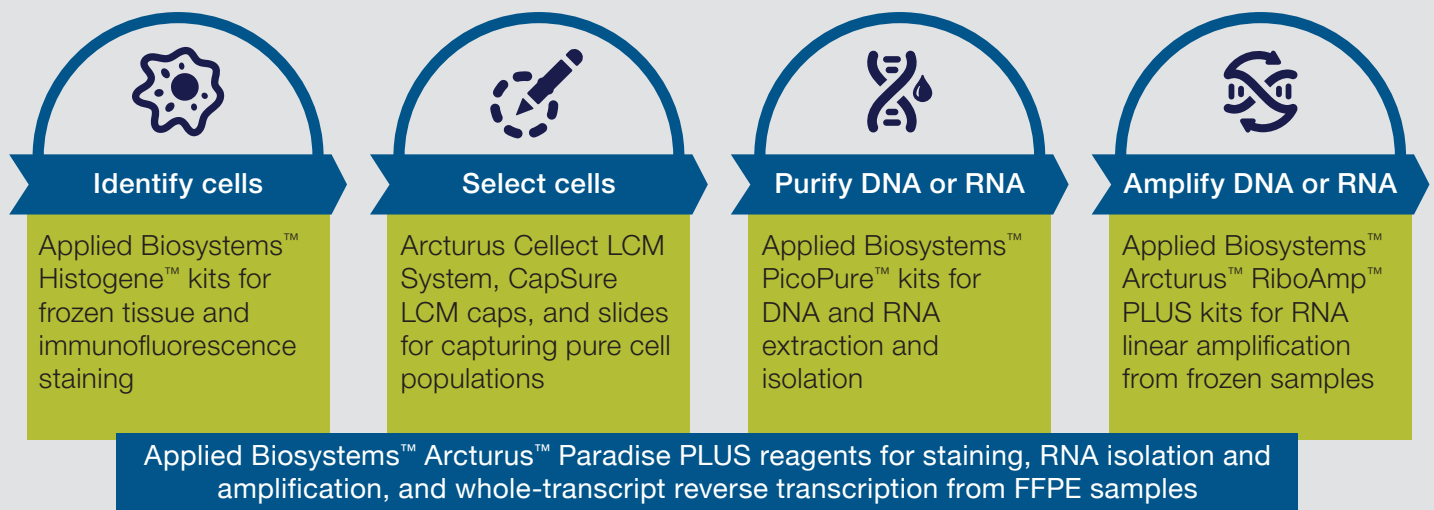 Identify cells
Applied Biosystems™
Histogene™ kits for
frozen tissue and
immunofluorescence
staining
Select cells
Arcturus Cellect LCM
System, CapSure
LCM caps, and slides
for capturing pure cell
populations
Purify DNA or RNA
Applied Biosystems™
PicoPure™ kits for
DNA and RNA
extraction and
isolation
Amplify DNA or RNA
Applied Biosystems™
Arcturus™ RiboAmp™
PLUS kits for RNA
linear amplification
from frozen samples
Applied Biosystems™ Arcturus™ Paradise PLUS reagents for staining, RNA isolation and
amplification, and whole-transcript reverse transcription from FFPE samples